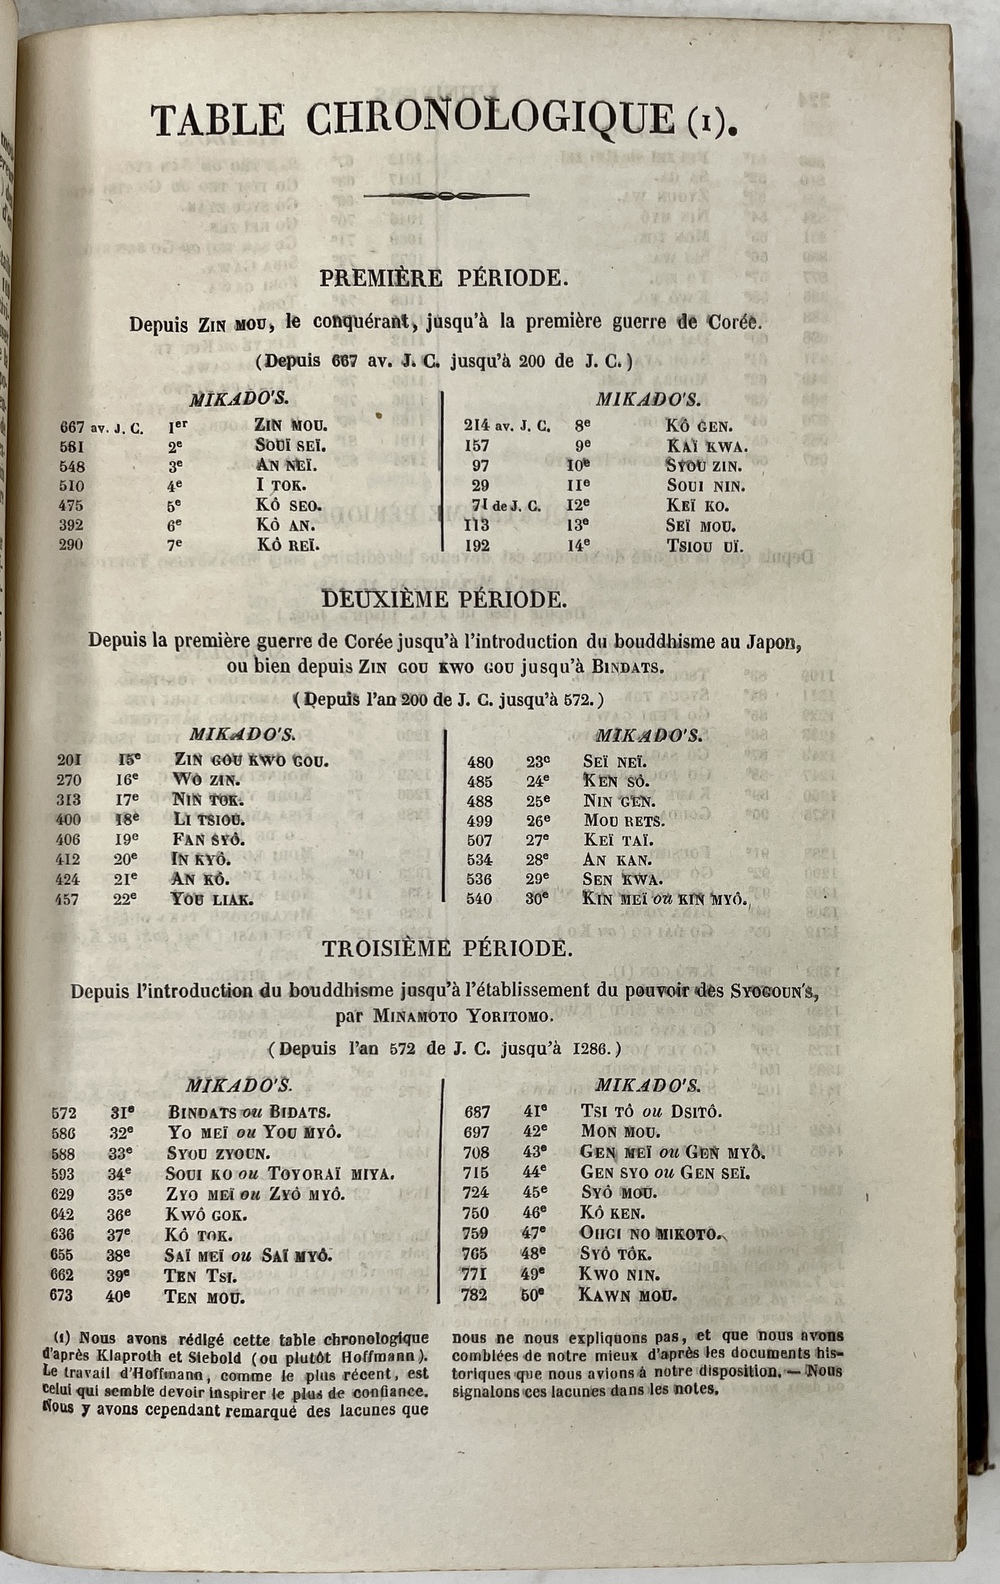 TABLE CHRONOLOGIQUE (1).
PREMIÈRE PÉRIODE.
Depuis ZIN MOU, le conquérant, jusqu'à la première guerre de Corée.
(Depuis 667 av. J. C. jusqu'à 200 de J. C.)
MIKADO'S.
667 av. J. C. 1er ZIN MOU.
581 2e SOUÏ SEÏ.
548 3e AN NEÏ.
510 4e I TOK.
475 5e KÔ SEO.
392 6e KÔ AN.
290 7e KÔ REÏ.
MIKADO'S.
214 av. J. C. 8e KÔ GEN.
157 9e KAÏ KWA.
97 10e SYOU ZIN.
29 11e SOUI NIN.
71 de J. C. 12e KEÏ KO.
113 13e SEÏ MOU.
192 14e TSIOU UÏ.
DEUXIÈME PÉRIODE.
Depuis la première guerre de Corée jusqu'à l'introduction du bouddhisme au Japon,
ou bien depuis ZIN GOU KWO GOU jusqu'à BINDATS.
(Depuis l'an 200 de J. C. jusqu'à 572.)
MIKADO'S.
201 15e ZIN GOU KWO GOU.
270 16e WO ZIN.
313 17e NIN TOK.
400 18e LI TSIOU.
406 19e FAN SYÔ.
412 20e IN KYÔ.
424 21e AN KÔ.
457 22e YOU LIAK.
MIKADO'S.
480 23e SEÏ NEÏ.
485 24e KEN SÔ.
488 25e NIN GEN.
499 26e MOU RETS.
507 27e KEÏ TAÏ.
534 28e AN KAN.
536 29e SEN KWA.
540 30e KIN MEÏ ou KIN MYÔ.
TROISIÈME PÉRIODE.
Depuis l'introduction du bouddhisme jusqu'à l'établissement du pouvoir des SYOGOUN'S,
par MINAMOTO YORITOMO.
(Depuis l'an 572 de J. C. jusqu'à 1286.)
MIKADO'S.
572 31e BINDATS ou BIDATS.
586 32e YO MEÏ ou YOU MYÔ.
588 33e SYOU ZYOUN.
593 34e SOUI KO ou TOYORAÏ MIYA.
629 35e ZYO MEÏ ou ZYÔ MYÔ.
642 36e KWÔ GOK.
636 37e KÔ TOK.
655 38e SAÏ MEÏ ou SAÏ MYÔ.
662 39e TEN TSI.
673 40e TEN MOU.
MIKADO'S.
687 41e TSI TÔ ou DSITÔ.
697 42e MON MOU.
708 43e GEN MEÏ ou GEN MYÔ.
715 44e GEN SYO ou GEN SEÏ.
724 45e SYÔ MOU.
750 46e KÔ KEN.
759 47e OHGI NO MIKOTO.
765 48e SYÔ TÔK.
771 49e KWO NIN.
782 50e KAWN MOU.
(1) Nous avons rédigé cette table chronologique
d'après Klaproth et Siebold (ou plutôt Hoffmann).
Le travail d'Hoffmann, comme le plus récent, est
celui qui semble devoir inspirer le plus de confiance.
Nous y avons cependant remarqué des lacunes que
nous ne nous expliquons pas, et que nous avons
comblées de notre mieux d'après les documents his-
toriques que nous avions à notre disposition. — Nous
signalons ces lacunes dans les notes.